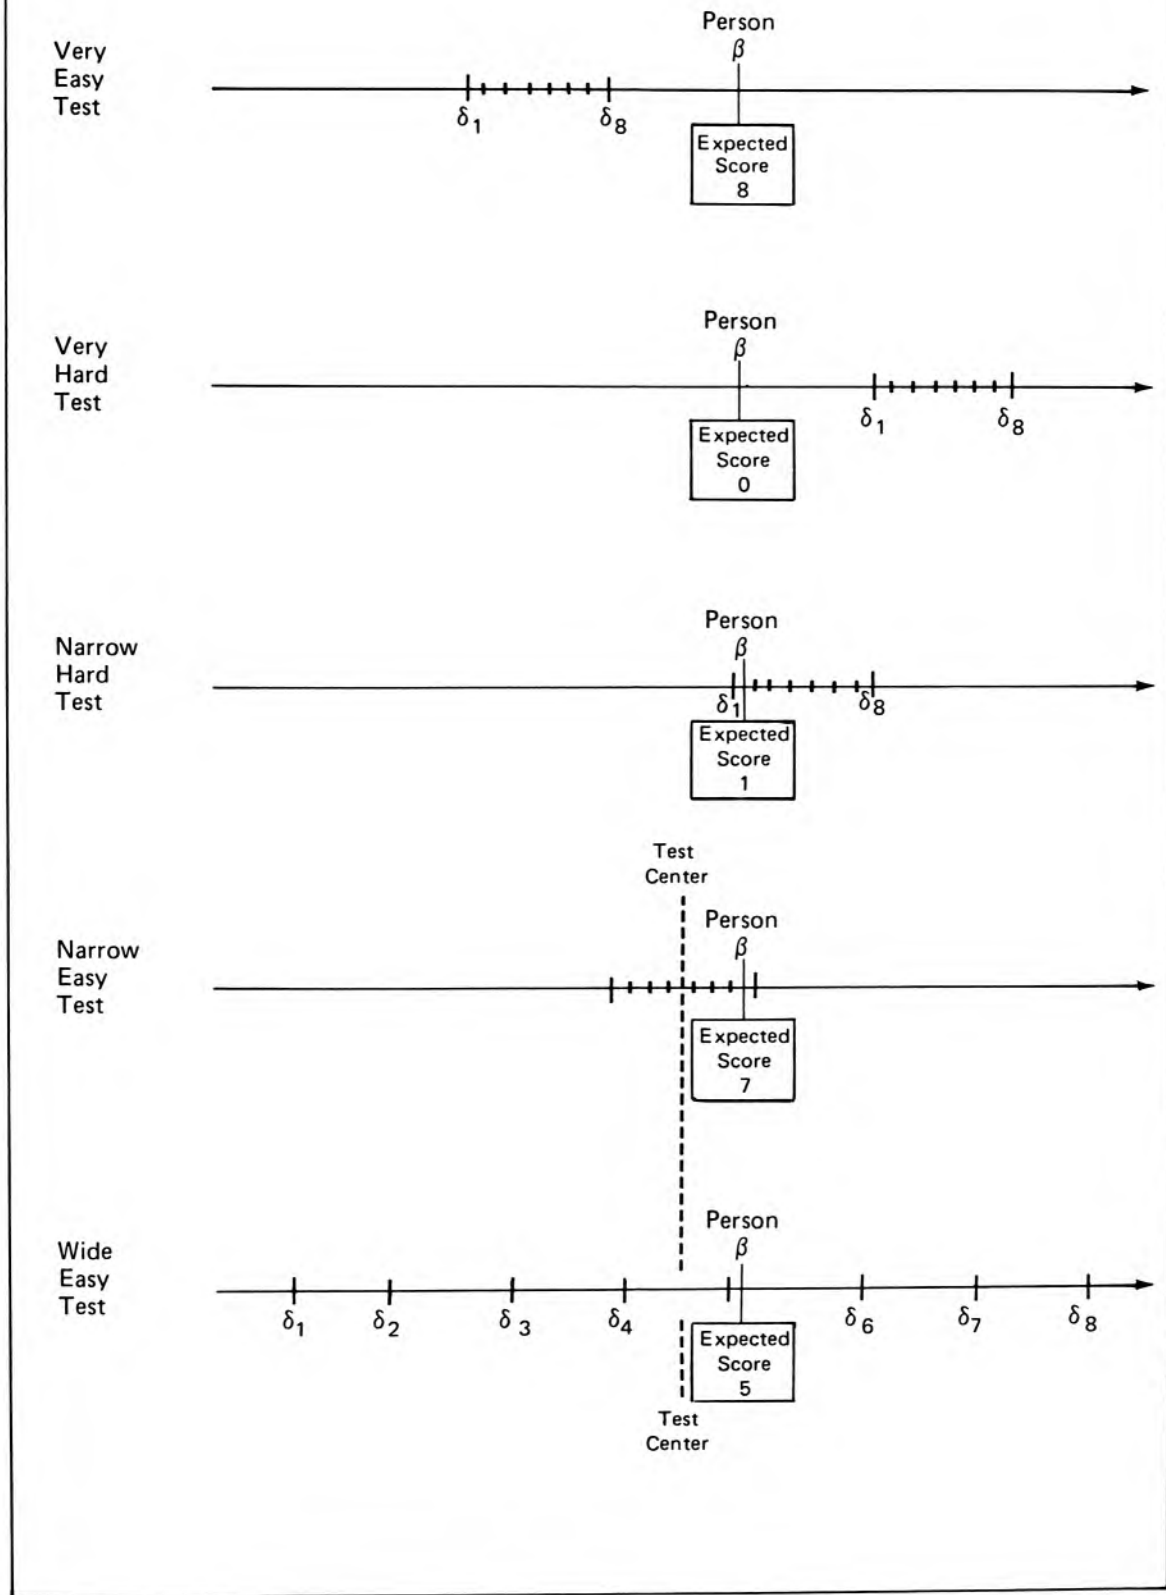 Person
β
Very
Easy
Test
δ1 δ8
Expected
Score
8
Person
β
Very
Hard
Test
δ1 δ8
Expected
Score
0
Person
β
Narrow
Hard
Test
δ1 δ8
Expected
Score
1
Test
Center
Person
β
Narrow
Easy
Test
Expected
Score
7
Person
β
Wide
Easy
Test
δ1 δ2 δ3 δ4 δ6 δ7 δ8
Expected
Score
5
Test
Center